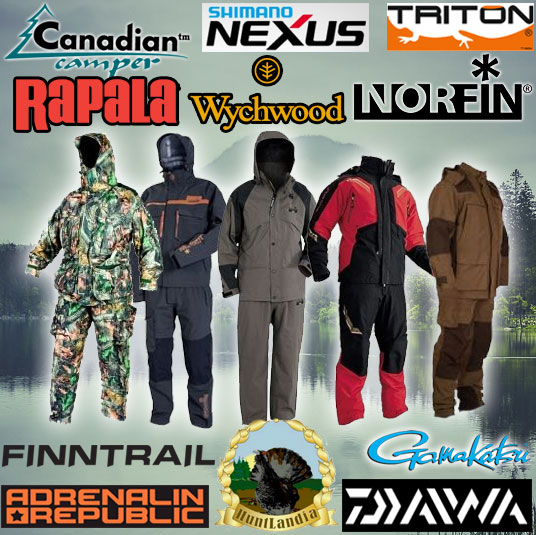 Canadian™
camper
SHIMANO
NEXUS
TRITON
®
RAPALA
Wychwood
NORFIN®
FINNTRAIL
HuntLandia
Gamakatsu
ADRENALIN
REPUBLIC
DAIWA